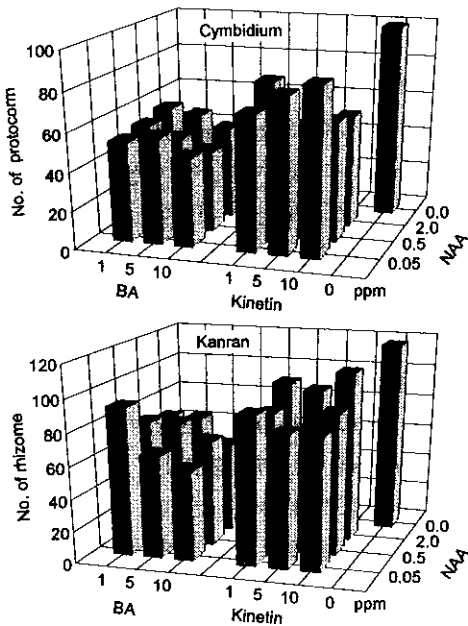 Cymbidium
No. of protocorm
100
80
60
40
20
0
1 5 10 1 5 10 0 ppm
BA Kinetin
0.05 0.5 2.0 0.0
NAA
Kanran
No. of rhizome
120
100
80
60
40
20
0
1 5 10 1 5 10 0 ppm
BA Kinetin
0.05 0.5 2.0 0.0
NAA